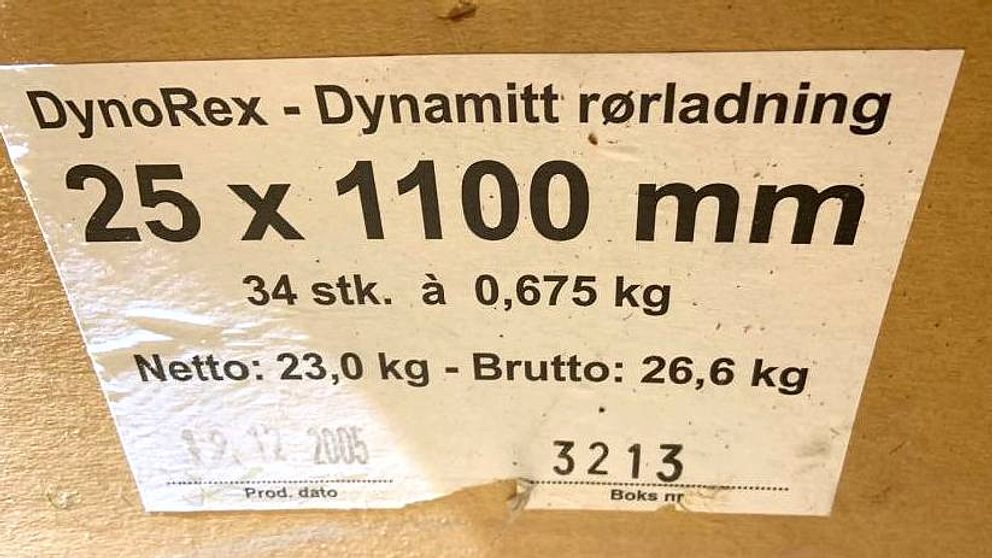 DynoRex - Dynamitt rørladning
25 x 1100 mm
34 stk. à 0,675 kg
Netto: 23,0 kg - Brutto: 26,6 kg
19.12 2005 3213
Prod. dato Boks nr